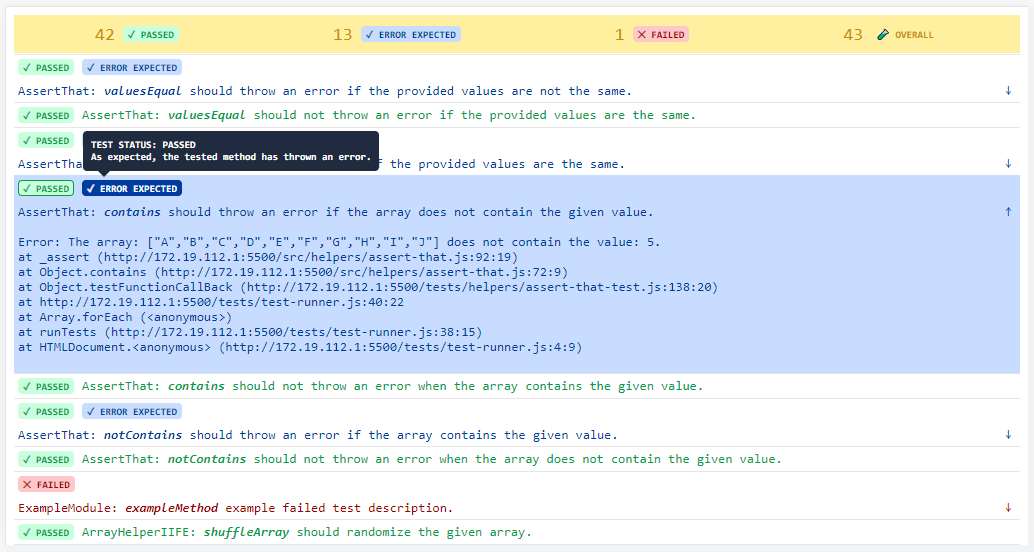 42 ✓ PASSED 13 ✓ ERROR EXPECTED 1 ✕ FAILED 43 OVERALL
✓ PASSED ✓ ERROR EXPECTED
AssertThat: valuesEqual should throw an error if the provided values are not the same. ↓
✓ PASSED AssertThat: valuesEqual should not throw an error if the provided values are the same.
✓ PASSED
TEST STATUS: PASSED
As expected, the tested method has thrown an error.
AssertTha f the provided values are the same. ↓
✓ PASSED ✓ ERROR EXPECTED
AssertThat: contains should throw an error if the array does not contain the given value. ↑
Error: The array: ["A","B","C","D","E","F","G","H","I","J"] does not contain the value: 5.
at _assert (http://172.19.112.1:5500/src/helpers/assert-that.js:92:19)
at Object.contains (http://172.19.112.1:5500/src/helpers/assert-that.js:72:9)
at Object.testFunctionCallBack (http://172.19.112.1:5500/tests/helpers/assert-that-test.js:138:20)
at http://172.19.112.1:5500/tests/test-runner.js:40:22
at Array.forEach (<anonymous>)
at runTests (http://172.19.112.1:5500/tests/test-runner.js:38:15)
at HTMLDocument.<anonymous> (http://172.19.112.1:5500/tests/test-runner.js:4:9)
✓ PASSED AssertThat: contains should not throw an error when the array contains the given value.
✓ PASSED ✓ ERROR EXPECTED
AssertThat: notContains should throw an error if the array contains the given value. ↓
✓ PASSED AssertThat: notContains should not throw an error when the array does not contain the given value.
✕ FAILED
ExampleModule: exampleMethod example failed test description. ↓
✓ PASSED ArrayHelperIIFE: shuffleArray should randomize the given array.